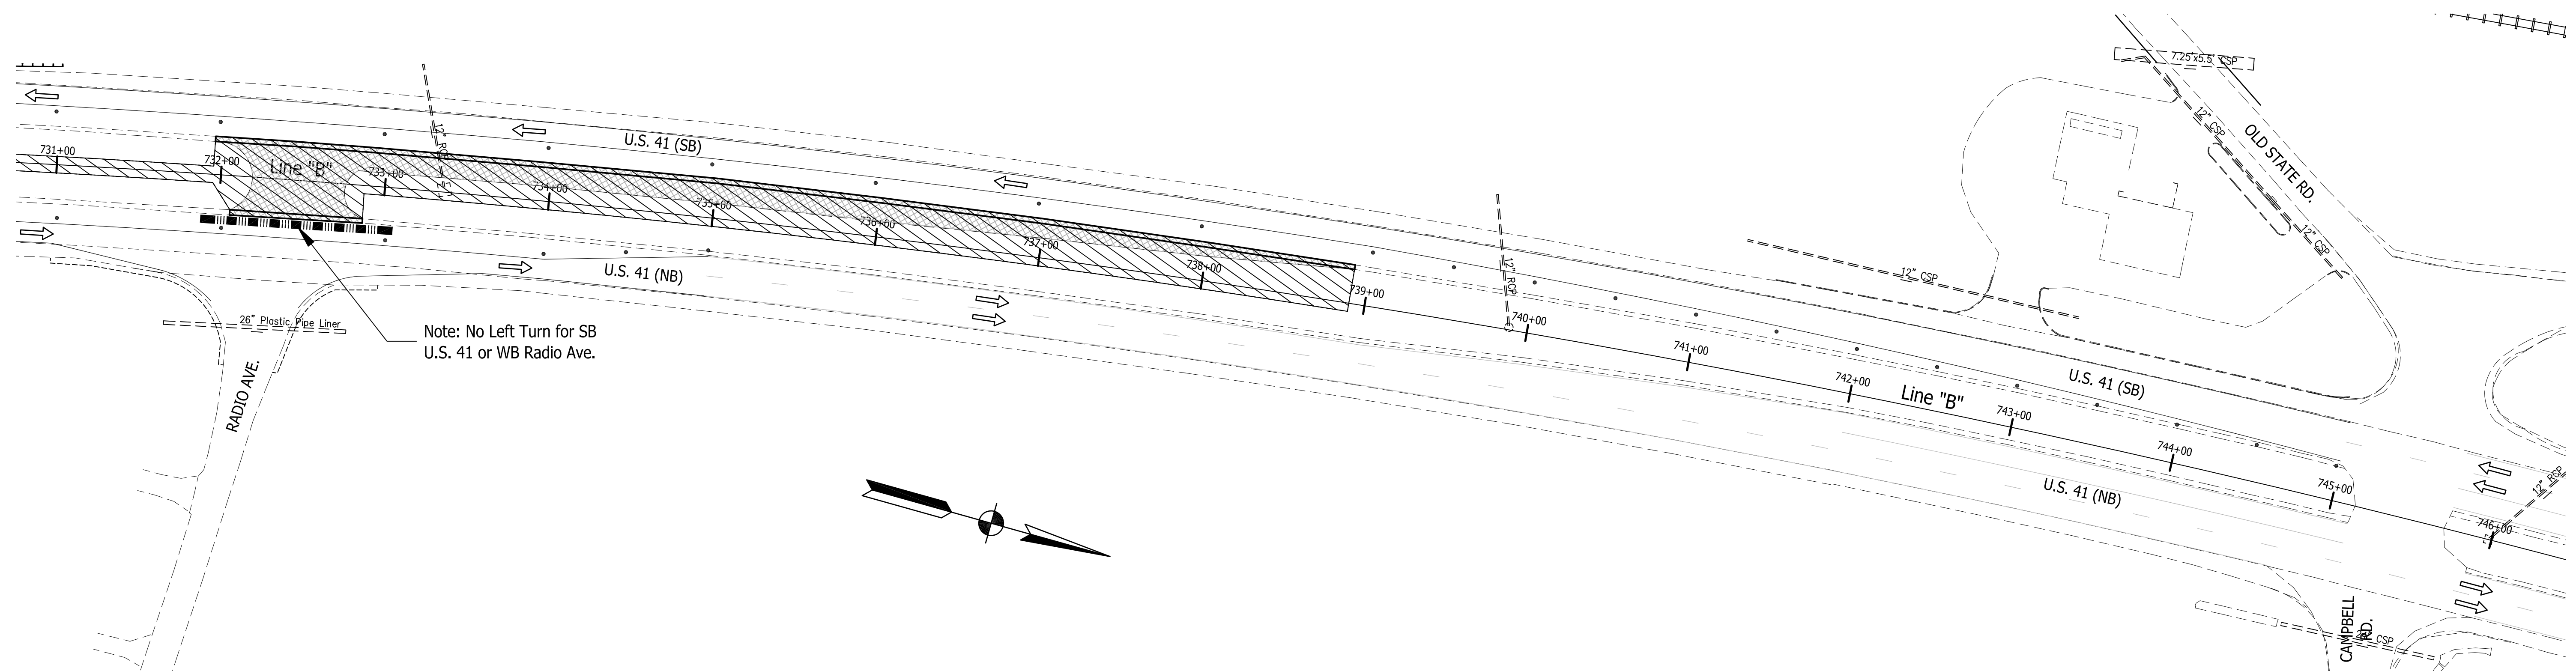 7.25'x5.5' CSP
12" CSP
OLD STATE RD.
12" CSP
12" RCP
U.S. 41 (SB)
731+00
732+00
Line "B"
733+00
734+00
735+00
736+00
737+00
738+00
739+00
740+00
741+00
742+00
743+00
744+00
745+00
746+00
12" RCP
12" CSP
U.S. 41 (NB)
26" Plastic Pipe Liner
Note: No Left Turn for SB
U.S. 41 or WB Radio Ave.
RADIO AVE.
Line "B"
U.S. 41 (SB)
U.S. 41 (NB)
12" RCP
CAMPBELL
RD.
CSP